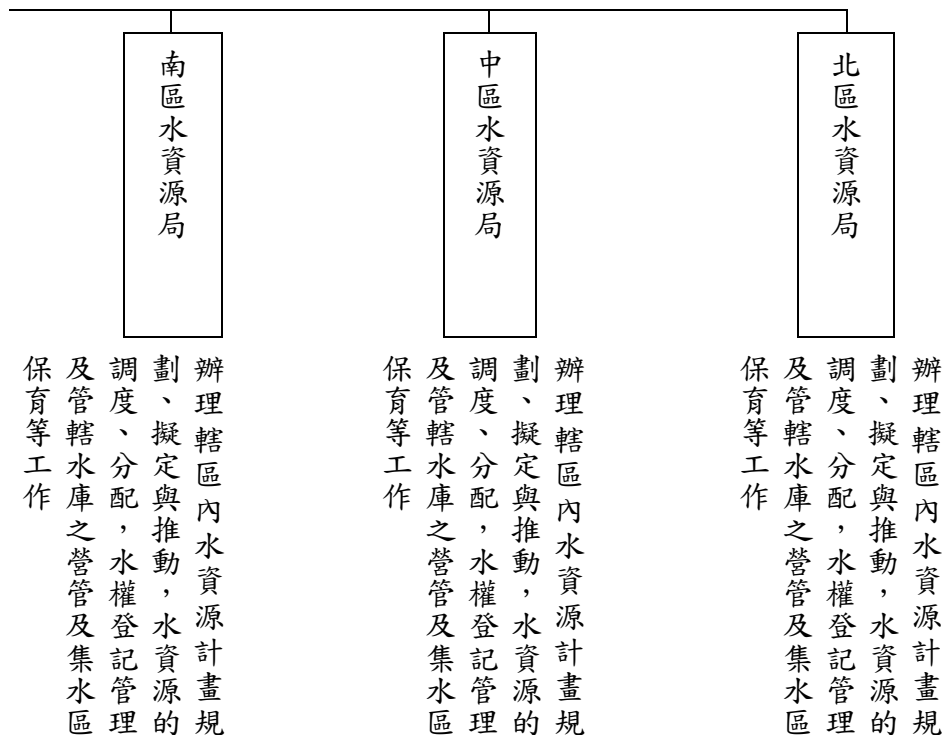 北區水資源局
辦理轄區內水資源計畫規
劃、擬定與推動，水資源的
調度、分配，水權登記管理
及管轄水庫之營管及集水區
保育等工作
中區水資源局
辦理轄區內水資源計畫規
劃、擬定與推動，水資源的
調度、分配，水權登記管理
及管轄水庫之營管及集水區
保育等工作
南區水資源局
辦理轄區內水資源計畫規
劃、擬定與推動，水資源的
調度、分配，水權登記管理
及管轄水庫之營管及集水區
保育等工作